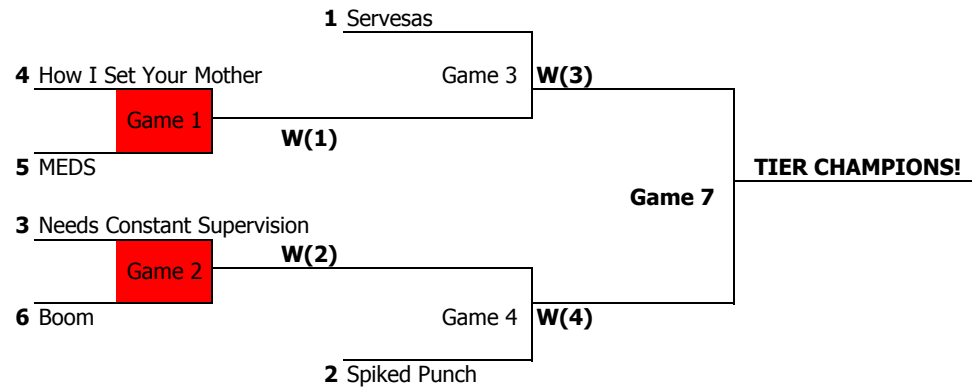 1 Servesas
4 How I Set Your Mother
Game 3
W(3)
Game 1
W(1)
5 MEDS
TIER CHAMPIONS!
Game 7
3 Needs Constant Supervision
W(2)
Game 2
6 Boom
Game 4
W(4)
2 Spiked Punch